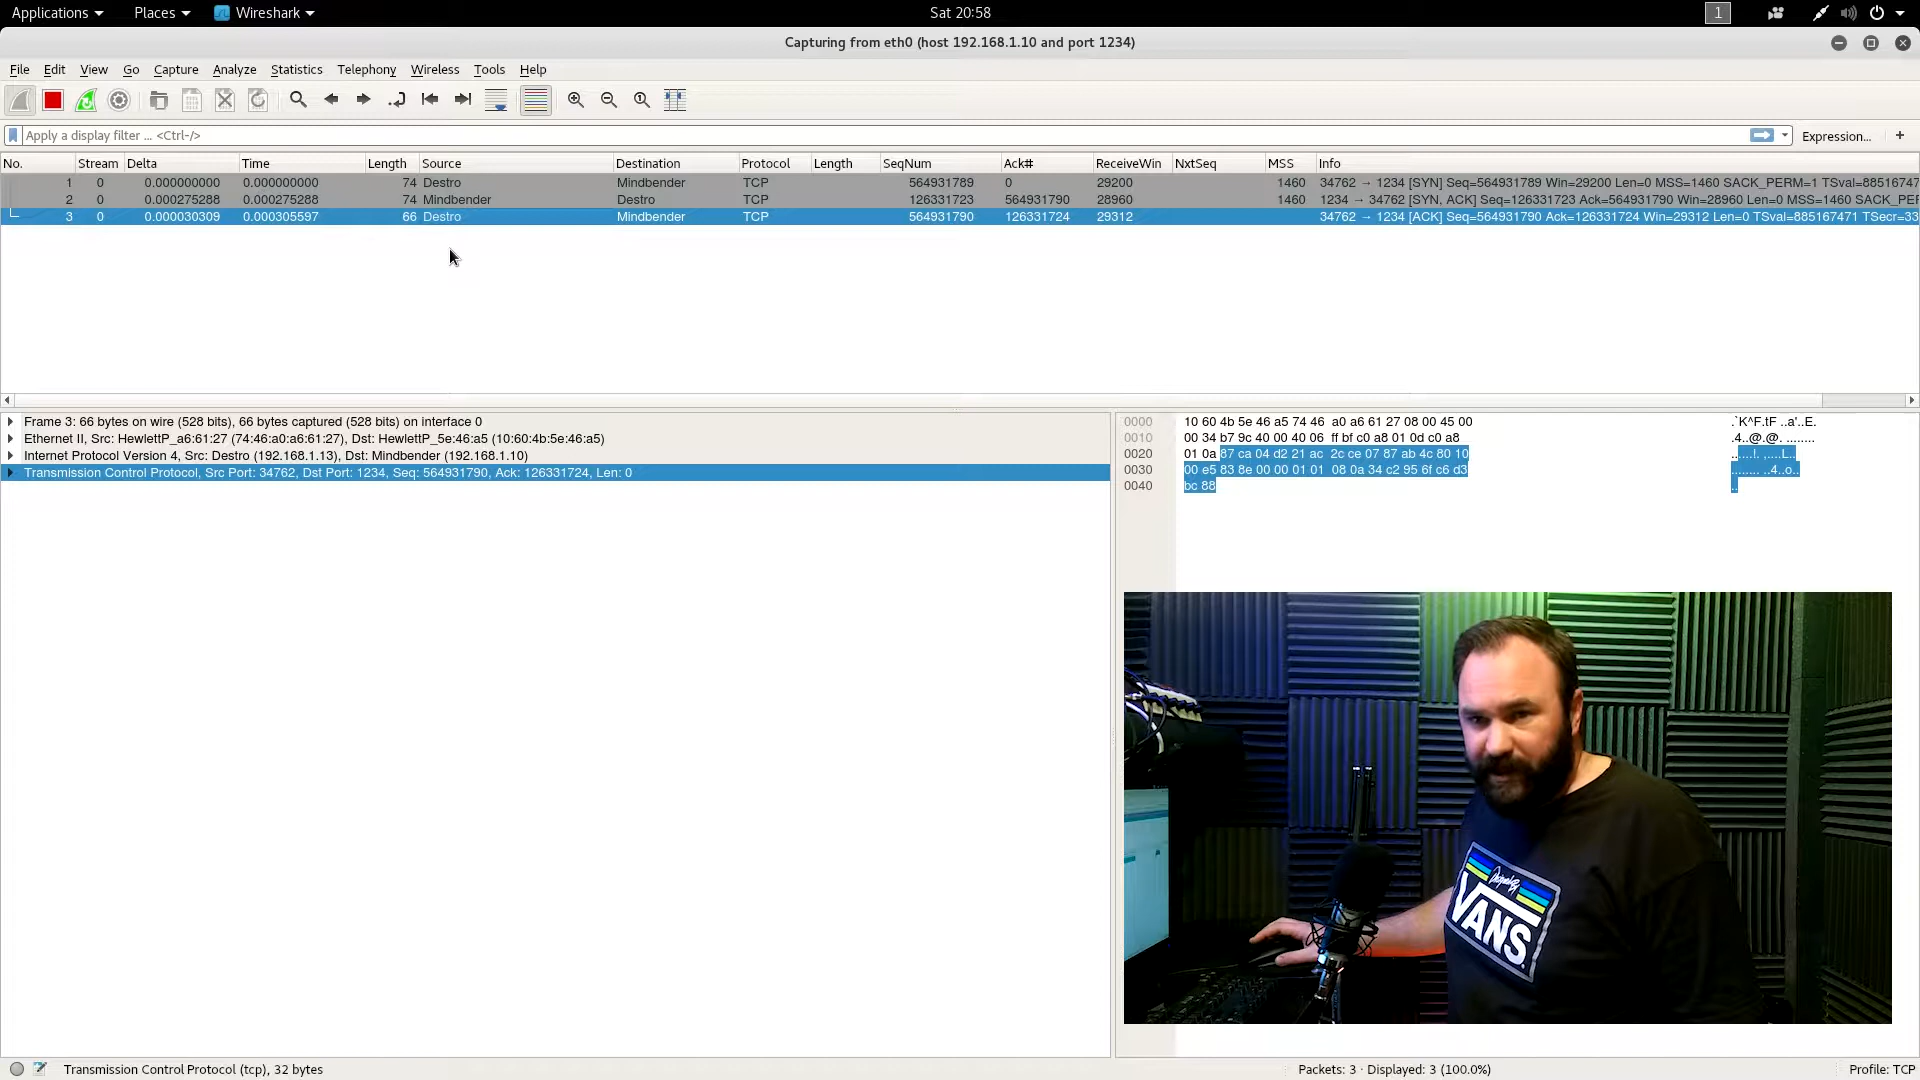 Applications Places Wireshark Sat 20:58 1
Capturing from eth0 (host 192.168.1.10 and port 1234)
File Edit View Go Capture Analyze Statistics Telephony Wireless Tools Help
Apply a display filter ... <Ctrl-/> Expression... +
No. Stream Delta Time Length Source Destination Protocol Length SeqNum Ack# ReceiveWin NxtSeq MSS Info
1 0 0.000000000 0.000000000 74 Destro Mindbender TCP 564931789 0 29200 1460 34762 → 1234 [SYN] Seq=564931789 Win=29200 Len=0 MSS=1460 SACK_PERM=1 TSval=88516747
2 0 0.000275288 0.000275288 74 Mindbender Destro TCP 126331723 564931790 28960 1460 1234 → 34762 [SYN, ACK] Seq=126331723 Ack=564931790 Win=28960 Len=0 MSS=1460 SACK_PER
3 0 0.000030309 0.000305597 66 Destro Mindbender TCP 564931790 126331724 29312 34762 → 1234 [ACK] Seq=564931790 Ack=126331724 Win=29312 Len=0 TSval=885167471 TSecr=33
Frame 3: 66 bytes on wire (528 bits), 66 bytes captured (528 bits) on interface 0
Ethernet II, Src: HewlettP_a6:61:27 (74:46:a0:a6:61:27), Dst: HewlettP_5e:46:a5 (10:60:4b:5e:46:a5)
Internet Protocol Version 4, Src: Destro (192.168.1.13), Dst: Mindbender (192.168.1.10)
Transmission Control Protocol, Src Port: 34762, Dst Port: 1234, Seq: 564931790, Ack: 126331724, Len: 0
0000 10 60 4b 5e 46 a5 74 46 a0 a6 61 27 08 00 45 00 .`K^F.tF ..a'..E.
0010 00 34 b7 9c 40 00 40 06 ff bf c0 a8 01 0d c0 a8 .4..@.@. ........
0020 01 0a 87 ca 04 d2 21 ac 2c ce 07 87 ab 4c 80 10 ......!. ,....L..
0030 00 e5 83 8e 00 00 01 01 08 0a 34 c2 95 6f c6 d3 ........ ..4..o..
0040 bc 88 ..
VANS
Transmission Control Protocol (tcp), 32 bytes Packets: 3 · Displayed: 3 (100.0%) Profile: TCP